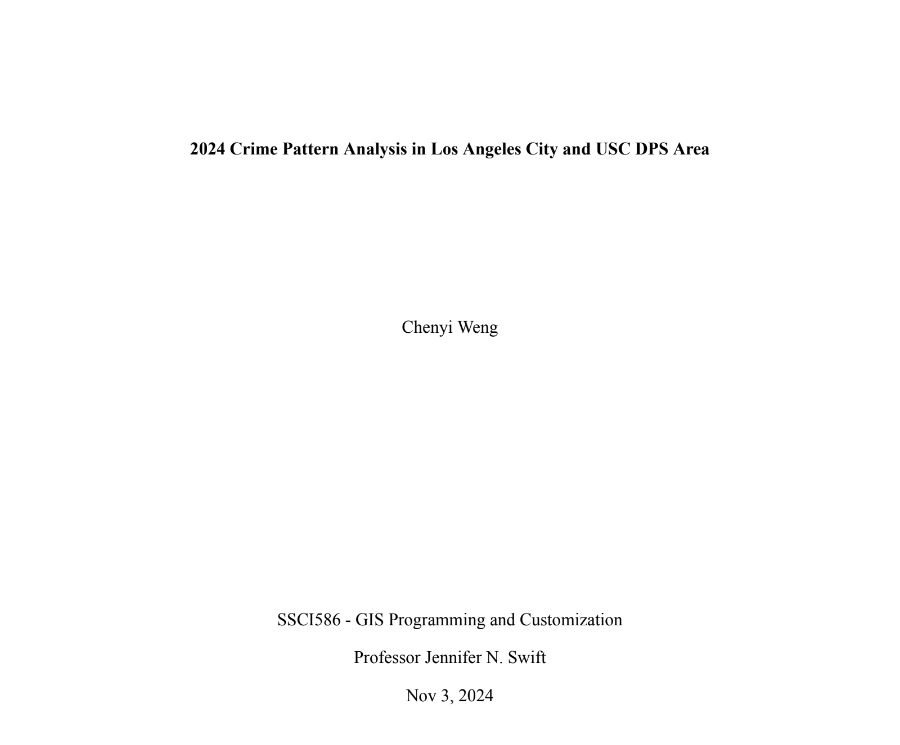 2024 Crime Pattern Analysis in Los Angeles City and USC DPS Area
Chenyi Weng
SSCI586 - GIS Programming and Customization
Professor Jennifer N. Swift
Nov 3, 2024